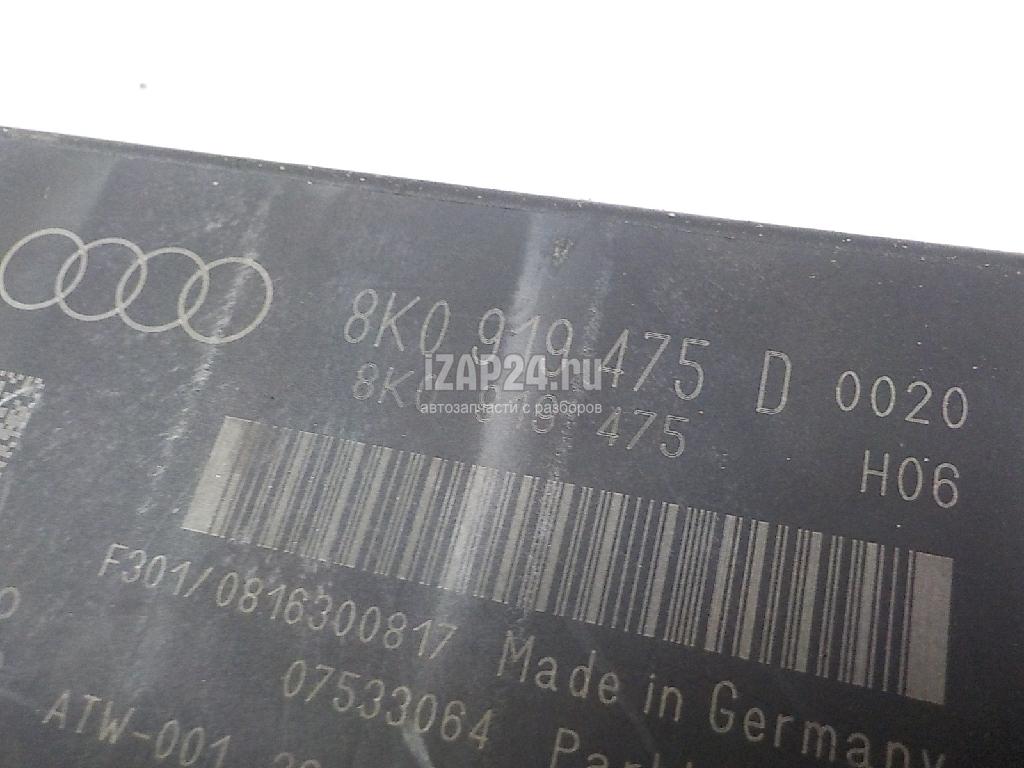 8K0 919 475 D 0020
8K0 919 475
H06
iZAP24.ru
автозапчасти с разборов
F301/0816300817 Made in Germany
07533064
ATW-001